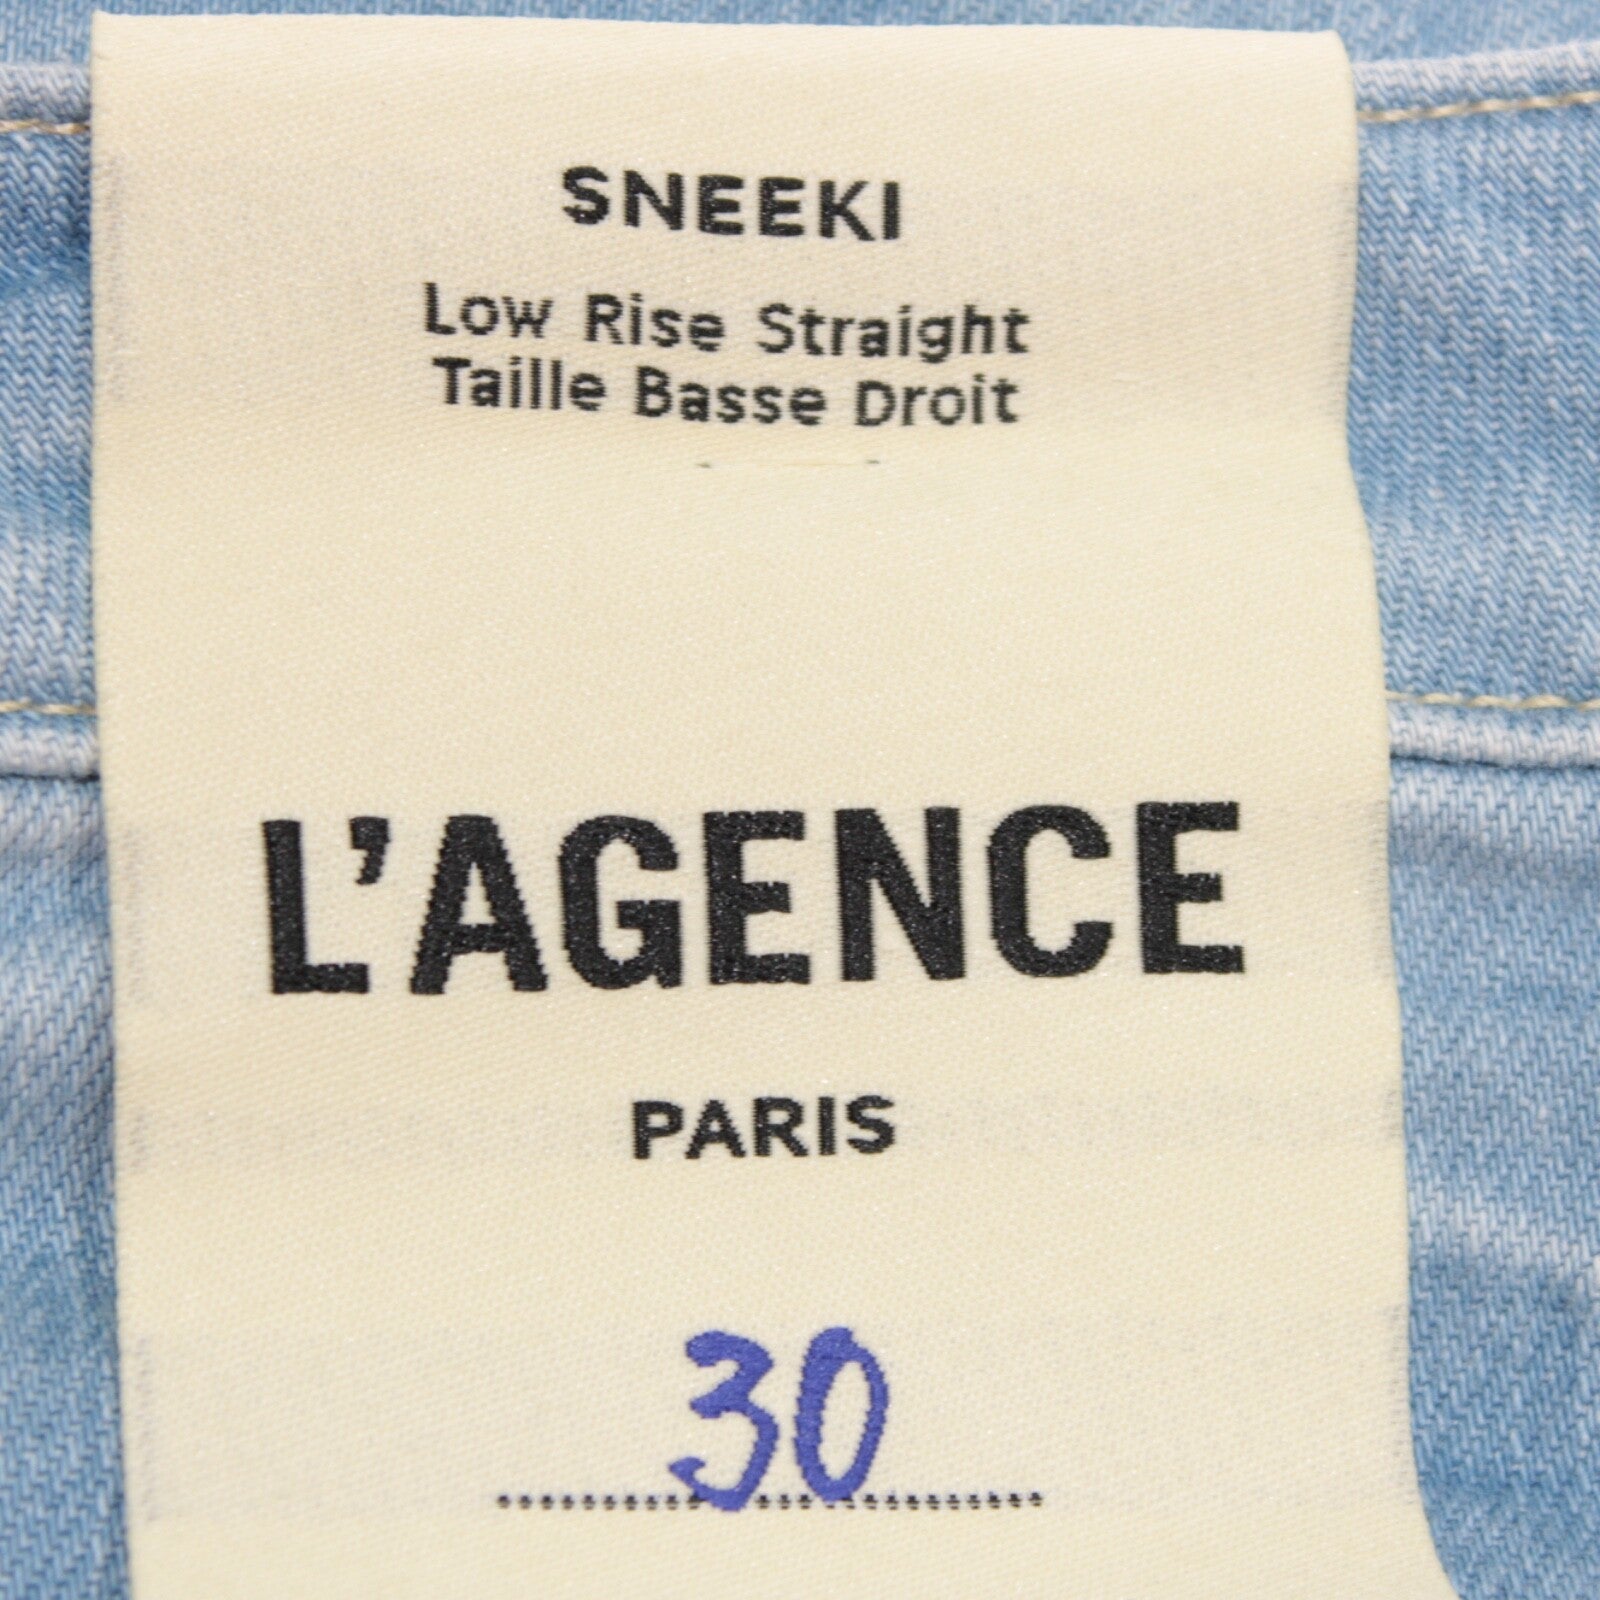 SNEEKI
Low Rise Straight
Taille Basse Droit
L'AGENCE
PARIS
30